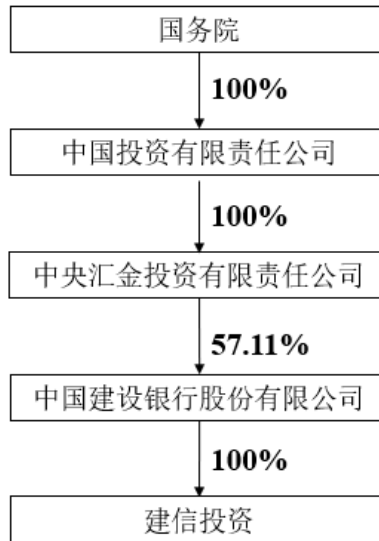 国务院
100%
中国投资有限责任公司
100%
中央汇金投资有限责任公司
57.11%
中国建设银行股份有限公司
100%
建信投资